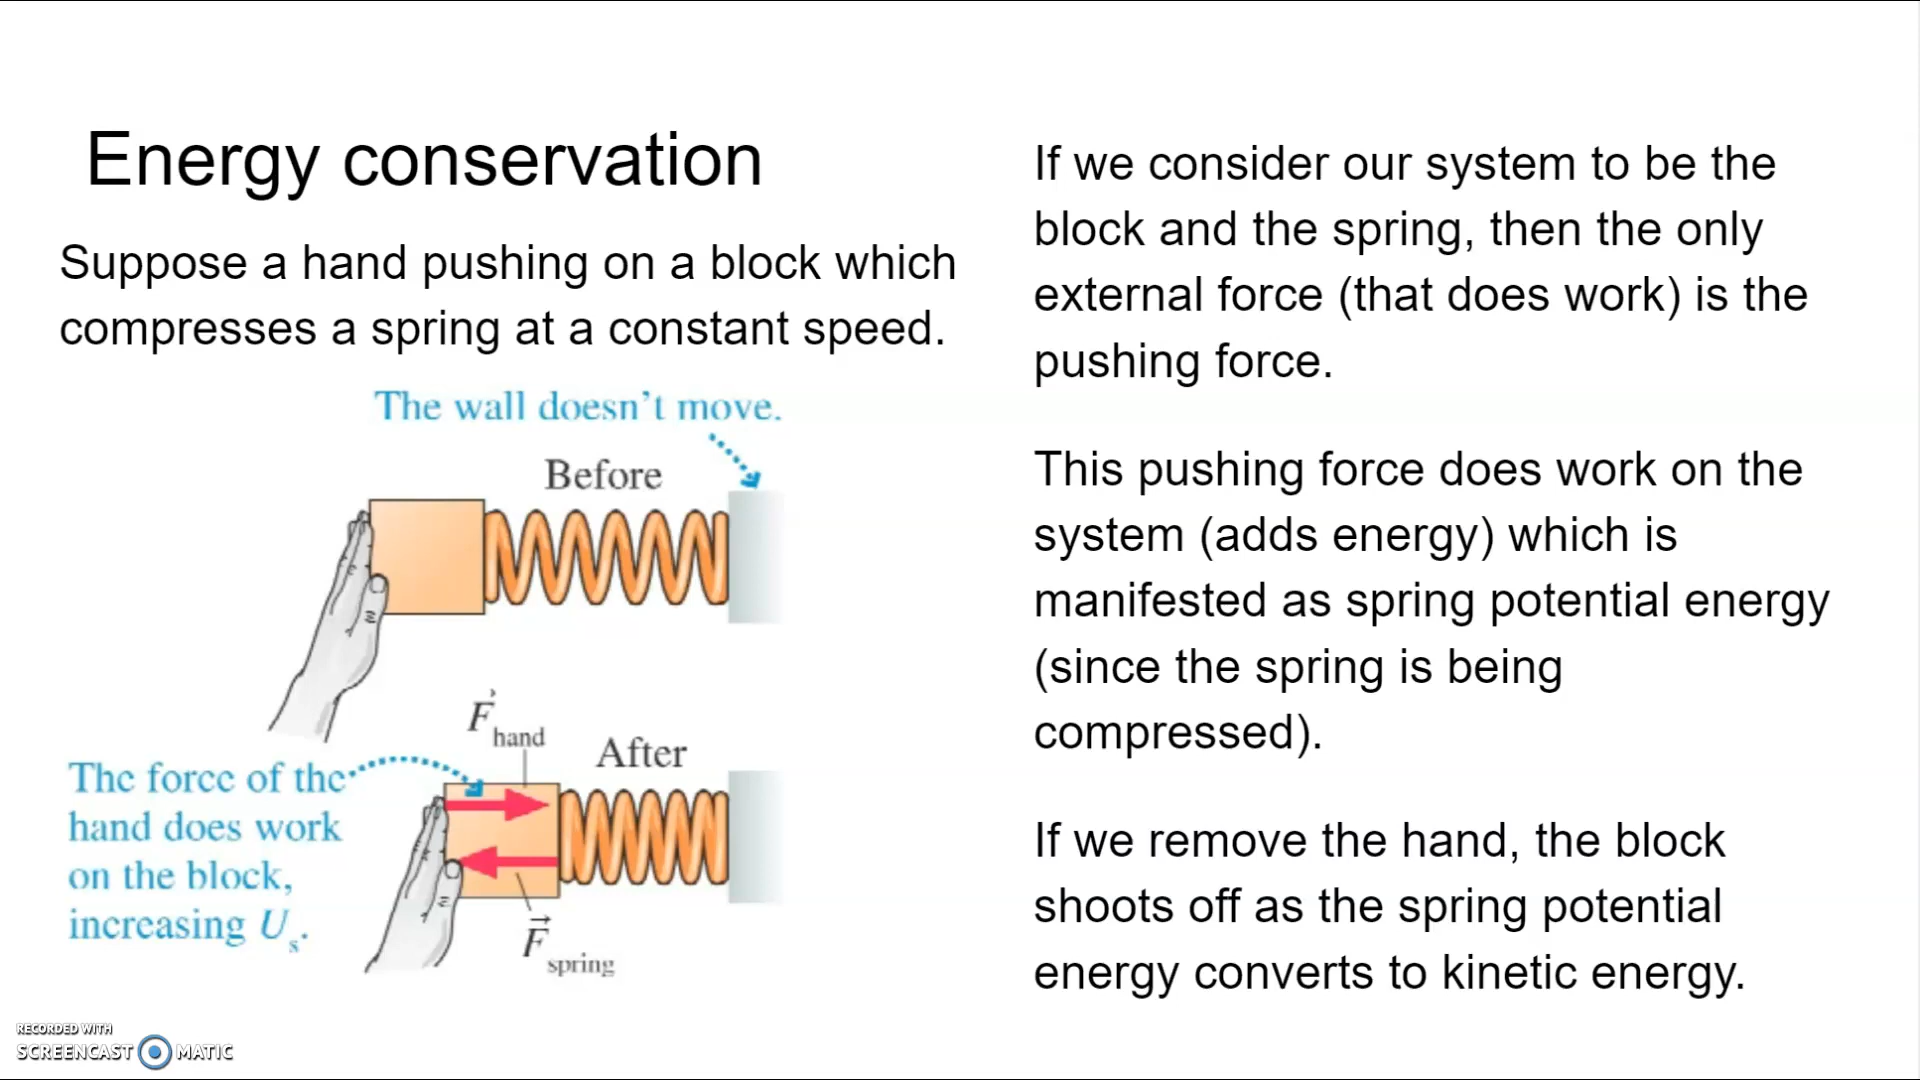 Energy conservation
Suppose a hand pushing on a block which
compresses a spring at a constant speed.
The wall doesn't move.
Before
F hand
After
The force of the
hand does work
on the block,
increasing Us.
F spring
If we consider our system to be the
block and the spring, then the only
external force (that does work) is the
pushing force.
This pushing force does work on the
system (adds energy) which is
manifested as spring potential energy
(since the spring is being
compressed).
If we remove the hand, the block
shoots off as the spring potential
energy converts to kinetic energy.
RECORDED WITH
SCREENCAST MATIC